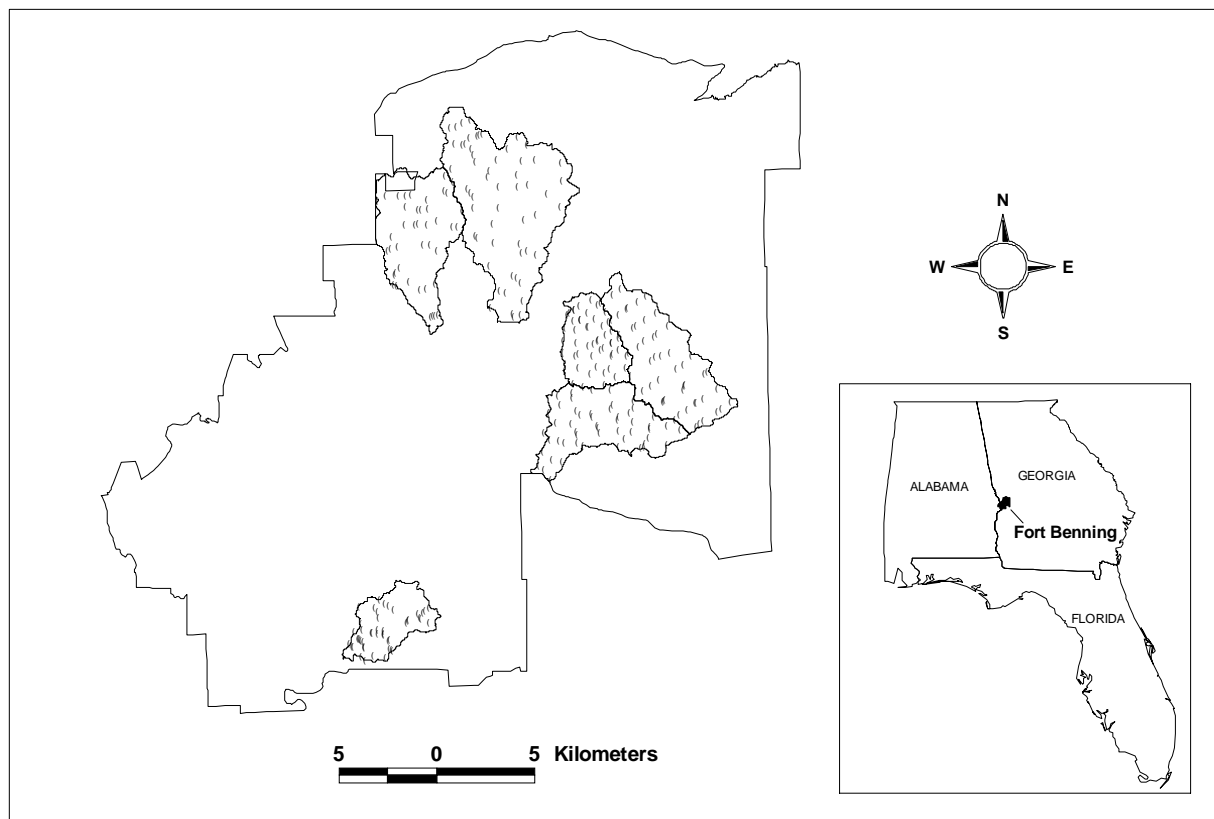 N
W E
S
ALABAMA
GEORGIA
Fort Benning
FLORIDA
5 0 5 Kilometers